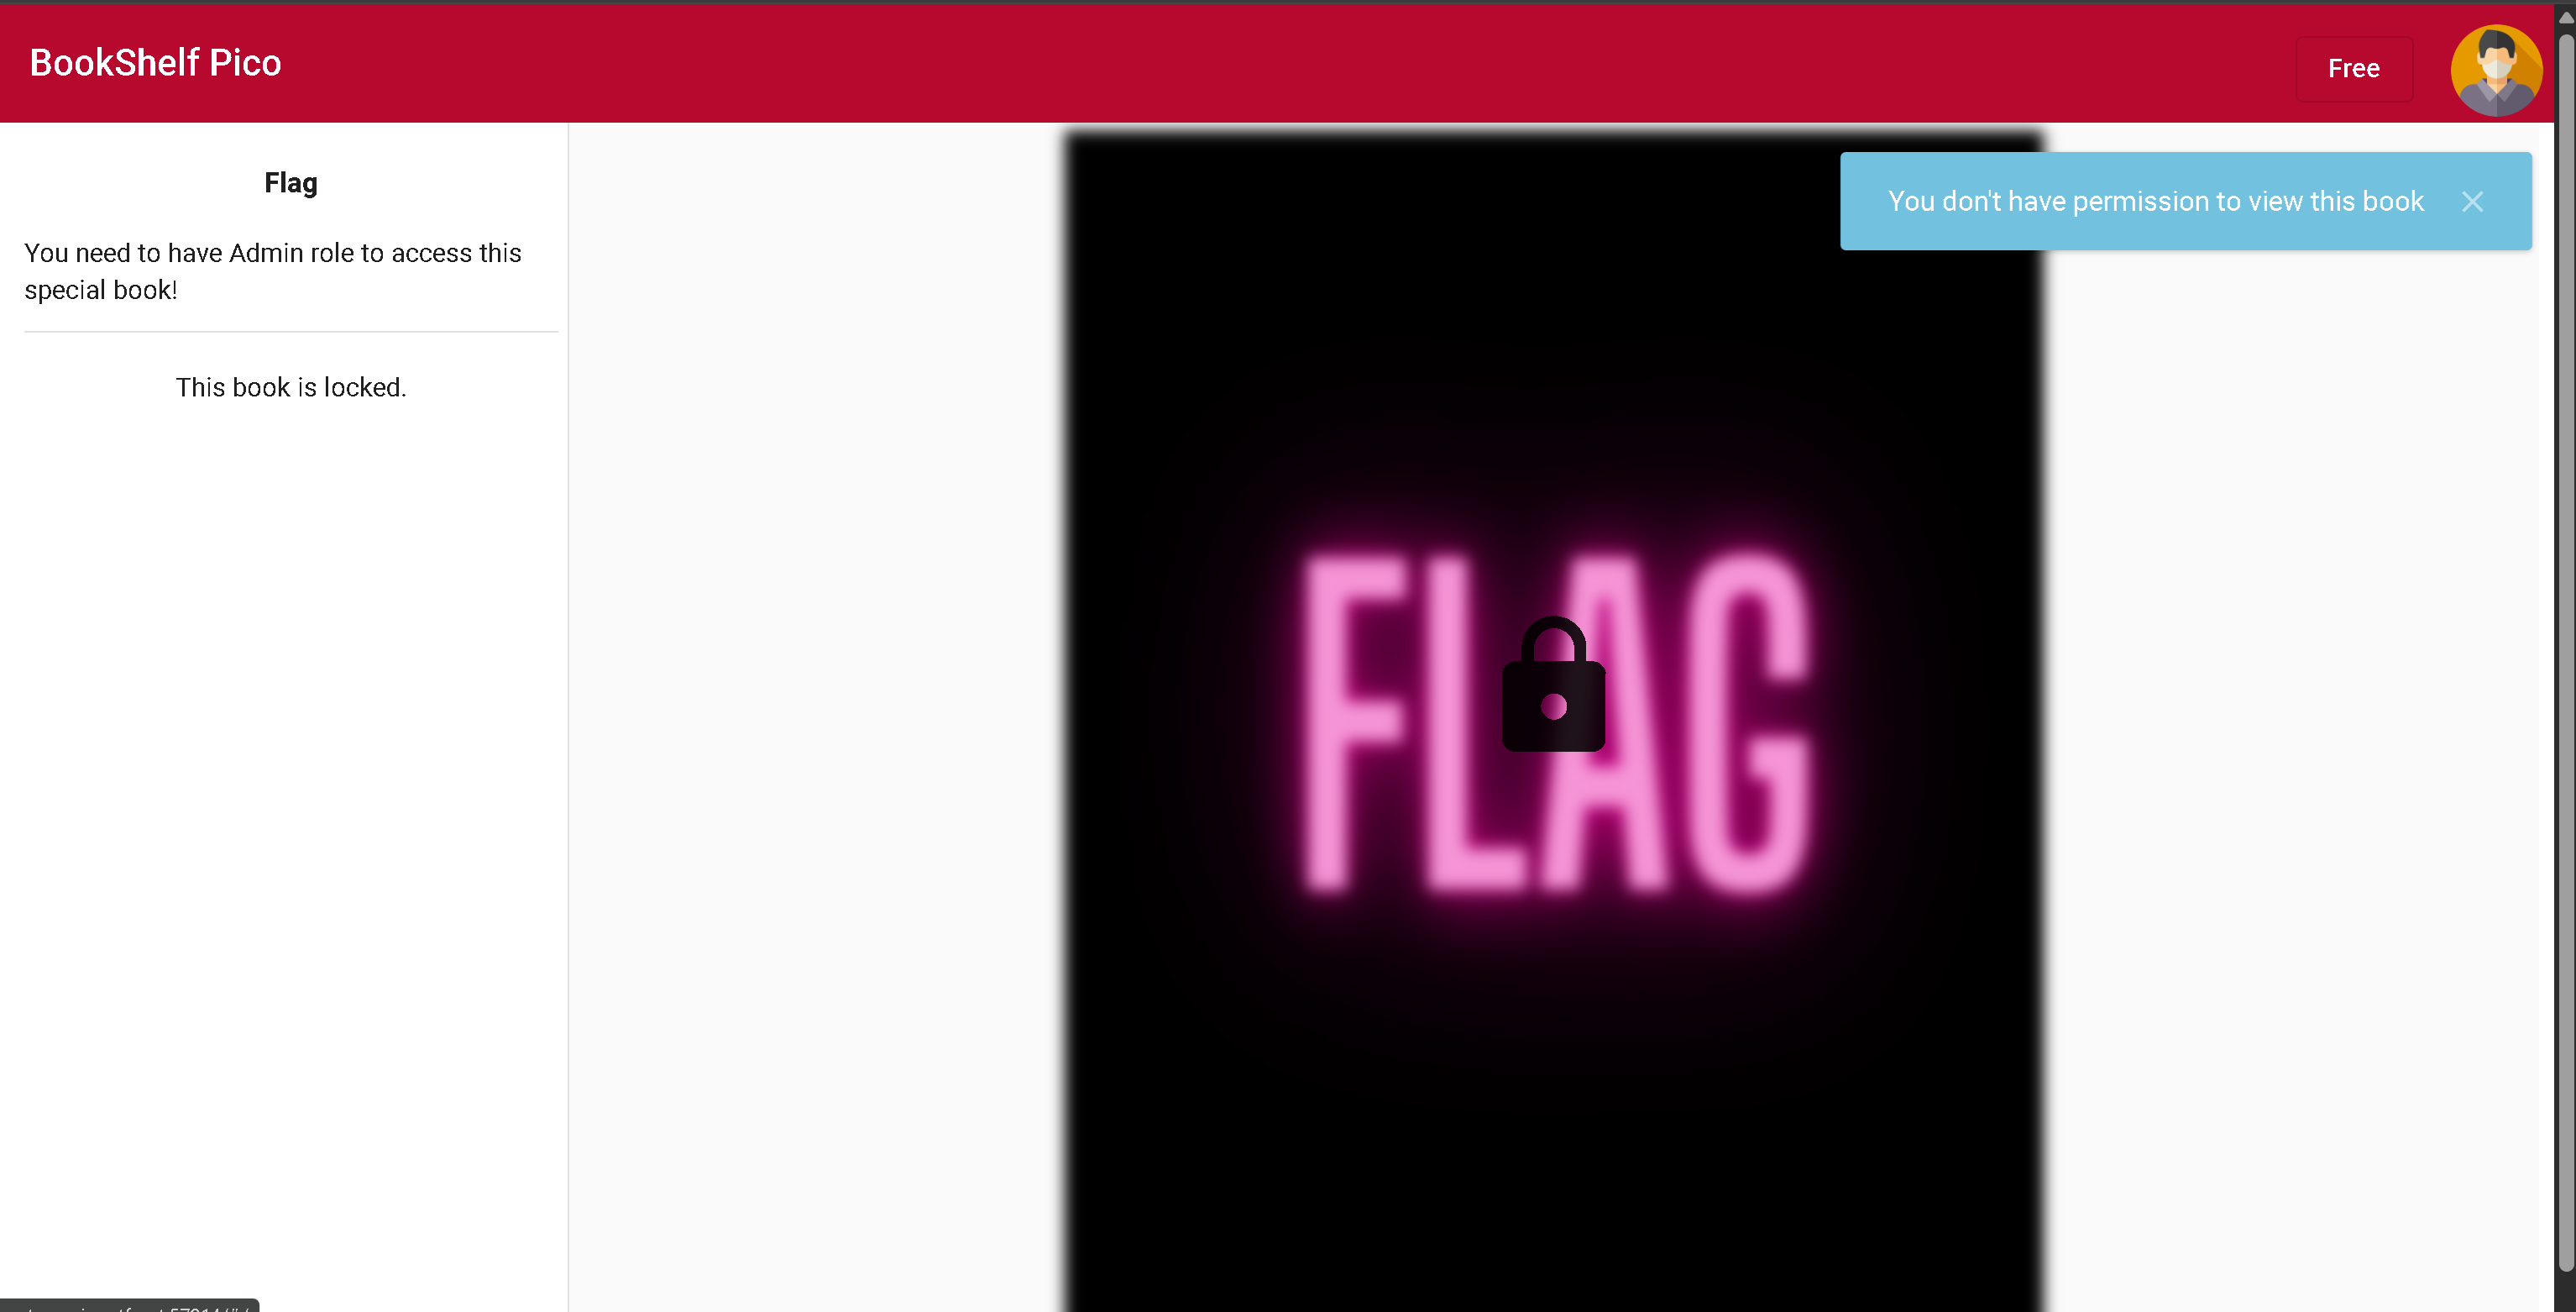 BookShelf Pico
Free
Flag
You don't have permission to view this book
You need to have Admin role to access this
special book!
This book is locked.
FLAG